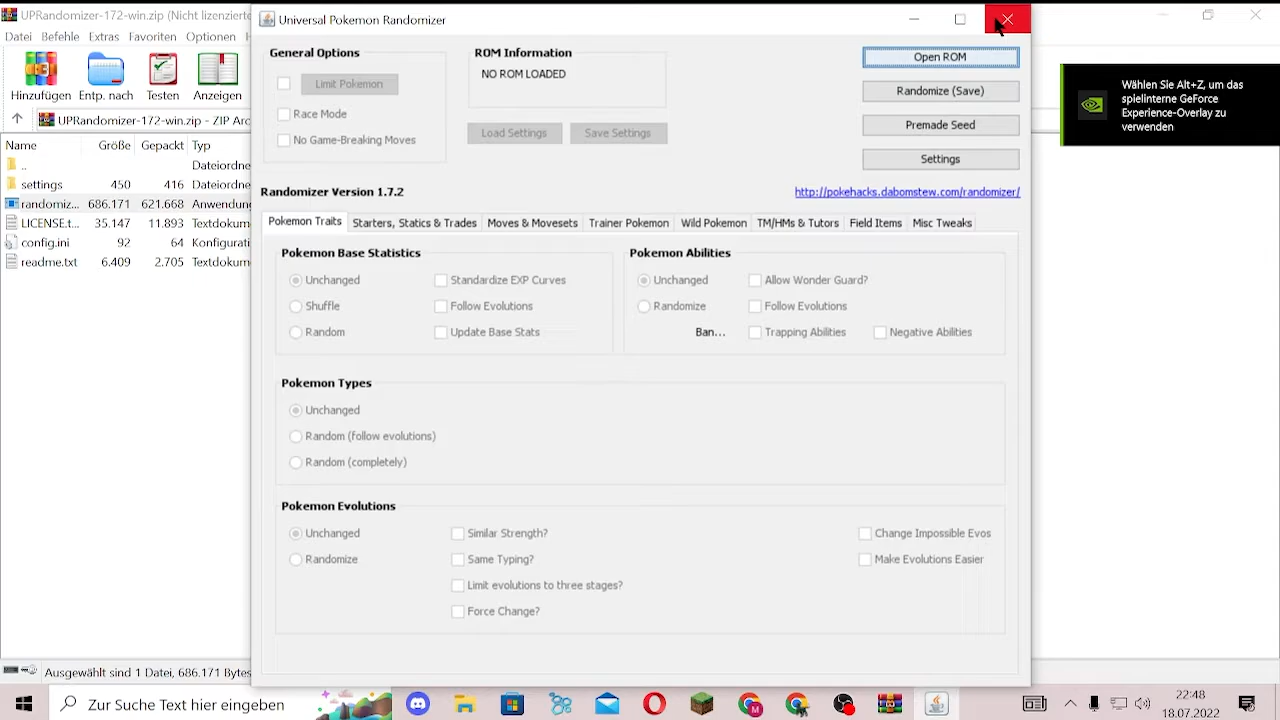 UPRandomizer-172-win.zip (Nicht lizenzierte
Datei Befehle Extras Favoriten Optionen
Hinzufügen Entp. nach Testen Anzeigen
UPRandomizer-172-win.zip - ZIP Arc
Name Größe Gepackt Typ
..
settings 450 416 Dateiordne
randomiz... 686.171 621.668 Anwendun
LICENSE.t... 35.147 11.893 Textdokum
config.ini 92 64 Konfigurati
readme.txt 6.409 2.705 Textdokum
Ausgewählt sind 1 Datei, 686.171 Bytes
Universal Pokemon Randomizer
General Options
Limit Pokemon
Race Mode
No Game-Breaking Moves
ROM Information
NO ROM LOADED
Load Settings Save Settings
Open ROM
Randomize (Save)
Premade Seed
Settings
Randomizer Version 1.7.2
http://pokehacks.dabomstew.com/randomizer/
Pokemon Traits Starters, Statics & Trades Moves & Movesets Trainer Pokemon Wild Pokemon TM/HMs & Tutors Field Items Misc Tweaks
Pokemon Base Statistics
Unchanged Standardize EXP Curves
Shuffle Follow Evolutions
Random Update Base Stats
Pokemon Abilities
Unchanged Allow Wonder Guard?
Randomize Follow Evolutions
Ban... Trapping Abilities Negative Abilities
Pokemon Types
Unchanged
Random (follow evolutions)
Random (completely)
Pokemon Evolutions
Unchanged Similar Strength? Change Impossible Evos
Randomize Same Typing? Make Evolutions Easier
Limit evolutions to three stages?
Force Change?
Wählen Sie Alt+Z, um das
spielinterne GeForce
Experience-Overlay zu
verwenden
Zur Suche Text hier eingeben
22:48
18.07.2022